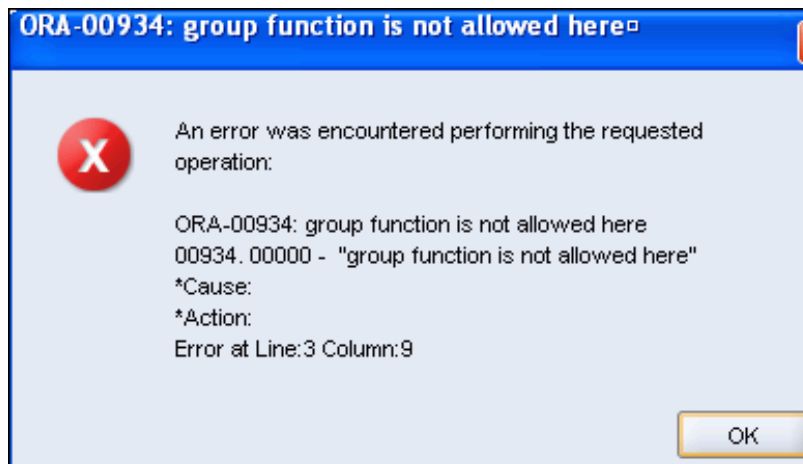 ORA-00934: group function is not allowed here¤
X
An error was encountered performing the requested
operation:
ORA-00934: group function is not allowed here
00934. 00000 -  "group function is not allowed here"
*Cause:
*Action:
Error at Line:3 Column:9
OK